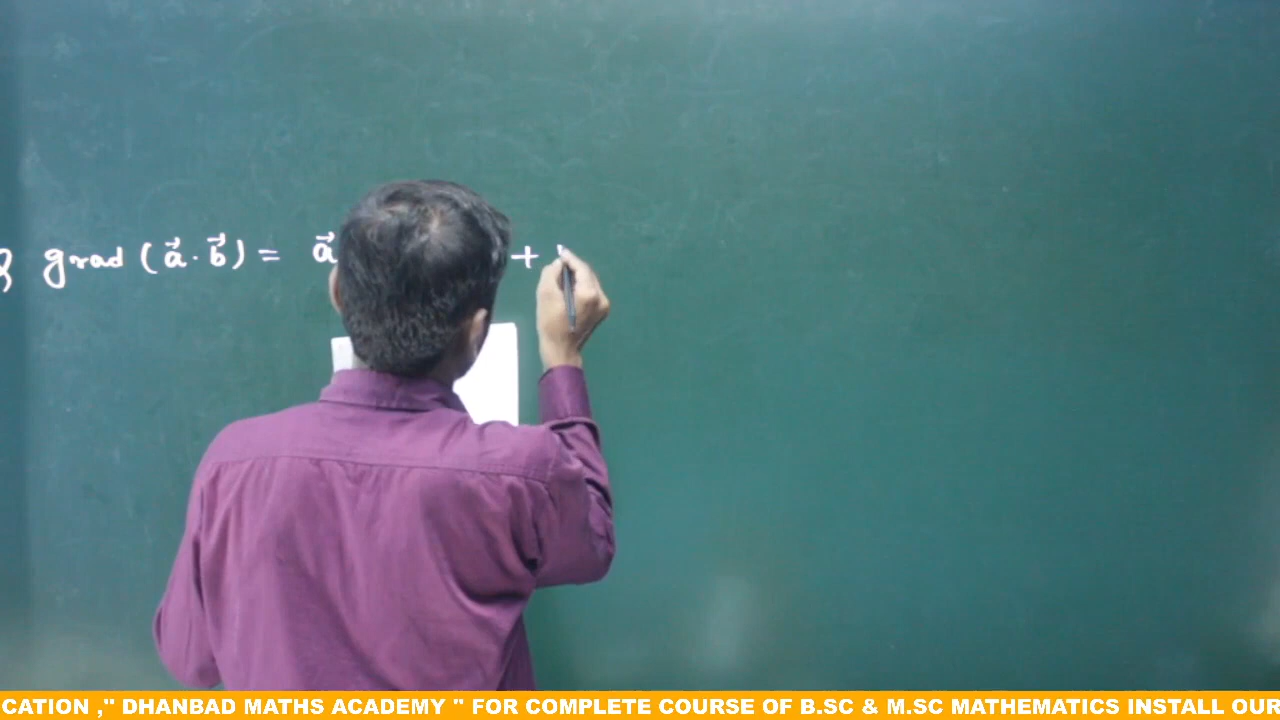 grad (a⃗ · b⃗) = a⃗ +
CATION ," DHANBAD MATHS ACADEMY " FOR COMPLETE COURSE OF B.SC & M.SC MATHEMATICS INSTALL OUR